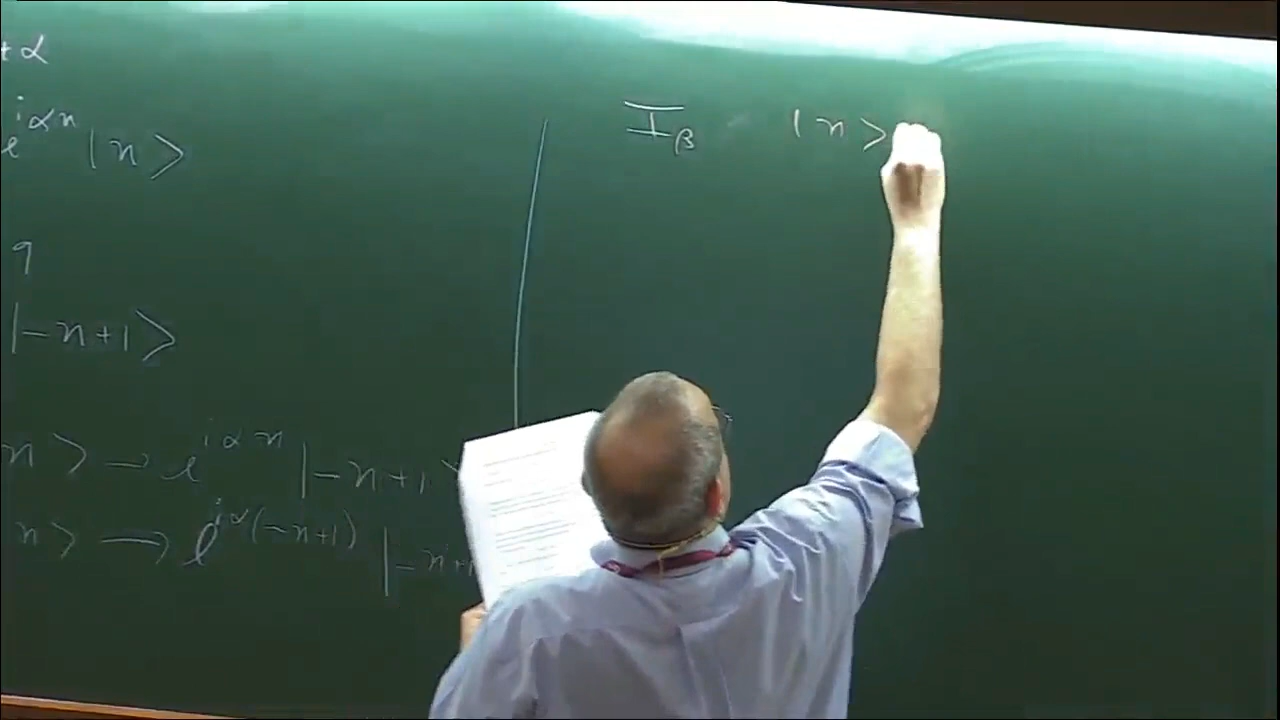 +α
e^{iαn} |n>
q
|-n+1>
n> → e^{iαn} |-n+1>
n> → e^{iα(-n+1)} |-n+1
I_β |n>